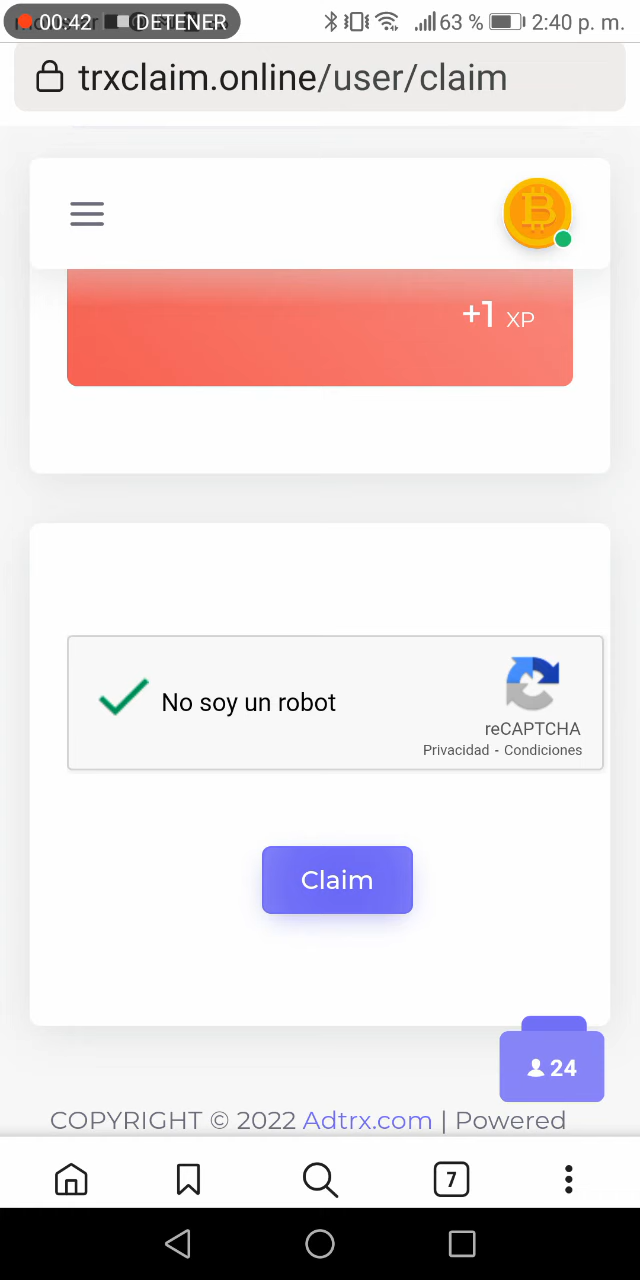 00:42 DETENER 63 % 2:40 p. m.
trxclaim.online/user/claim
+1 XP
No soy un robot
reCAPTCHA
Privacidad - Condiciones
Claim
24
COPYRIGHT © 2022 Adtrx.com | Powered
7